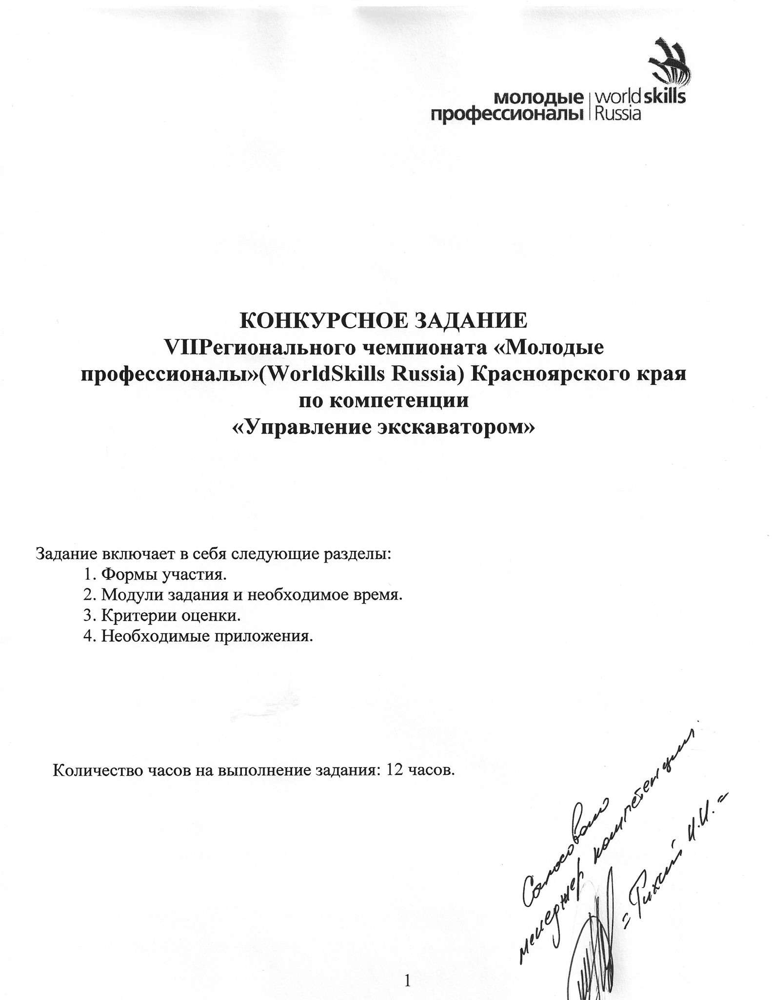 молодые
профессионалы
worldskills
Russia
КОНКУРСНОЕ ЗАДАНИЕ
VIIРегионального чемпионата «Молодые
профессионалы»(WorldSkills Russia) Красноярского края
по компетенции
«Управление экскаватором»
Задание включает в себя следующие разделы:
1. Формы участия.
2. Модули задания и необходимое время.
3. Критерии оценки.
4. Необходимые приложения.
Количество часов на выполнение задания: 12 часов.
Согласовано
менеджер компетенции
И.И.
1